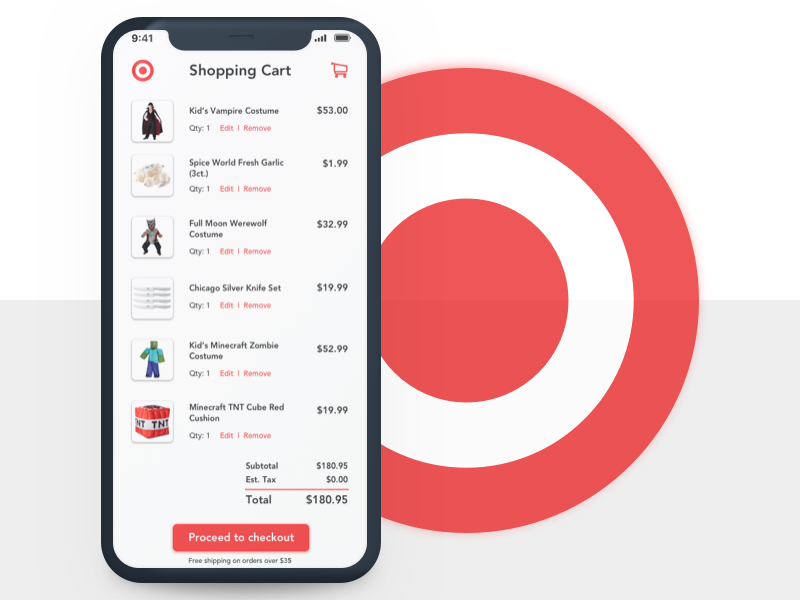 9:41
Shopping Cart
Kid's Vampire Costume $53.00
Qty: 1 Edit | Remove
Spice World Fresh Garlic $1.99
(3ct.)
Qty: 1 Edit | Remove
Full Moon Werewolf $32.99
Costume
Qty: 1 Edit | Remove
Chicago Silver Knife Set $19.99
Qty: 1 Edit | Remove
Kid's Minecraft Zombie $52.99
Costume
Qty: 1 Edit | Remove
Minecraft TNT Cube Red $19.99
Cushion
TNT TNT
Qty: 1 Edit | Remove
Subtotal $180.95
Est. Tax $0.00
Total $180.95
Proceed to checkout
Free shipping on orders over $35